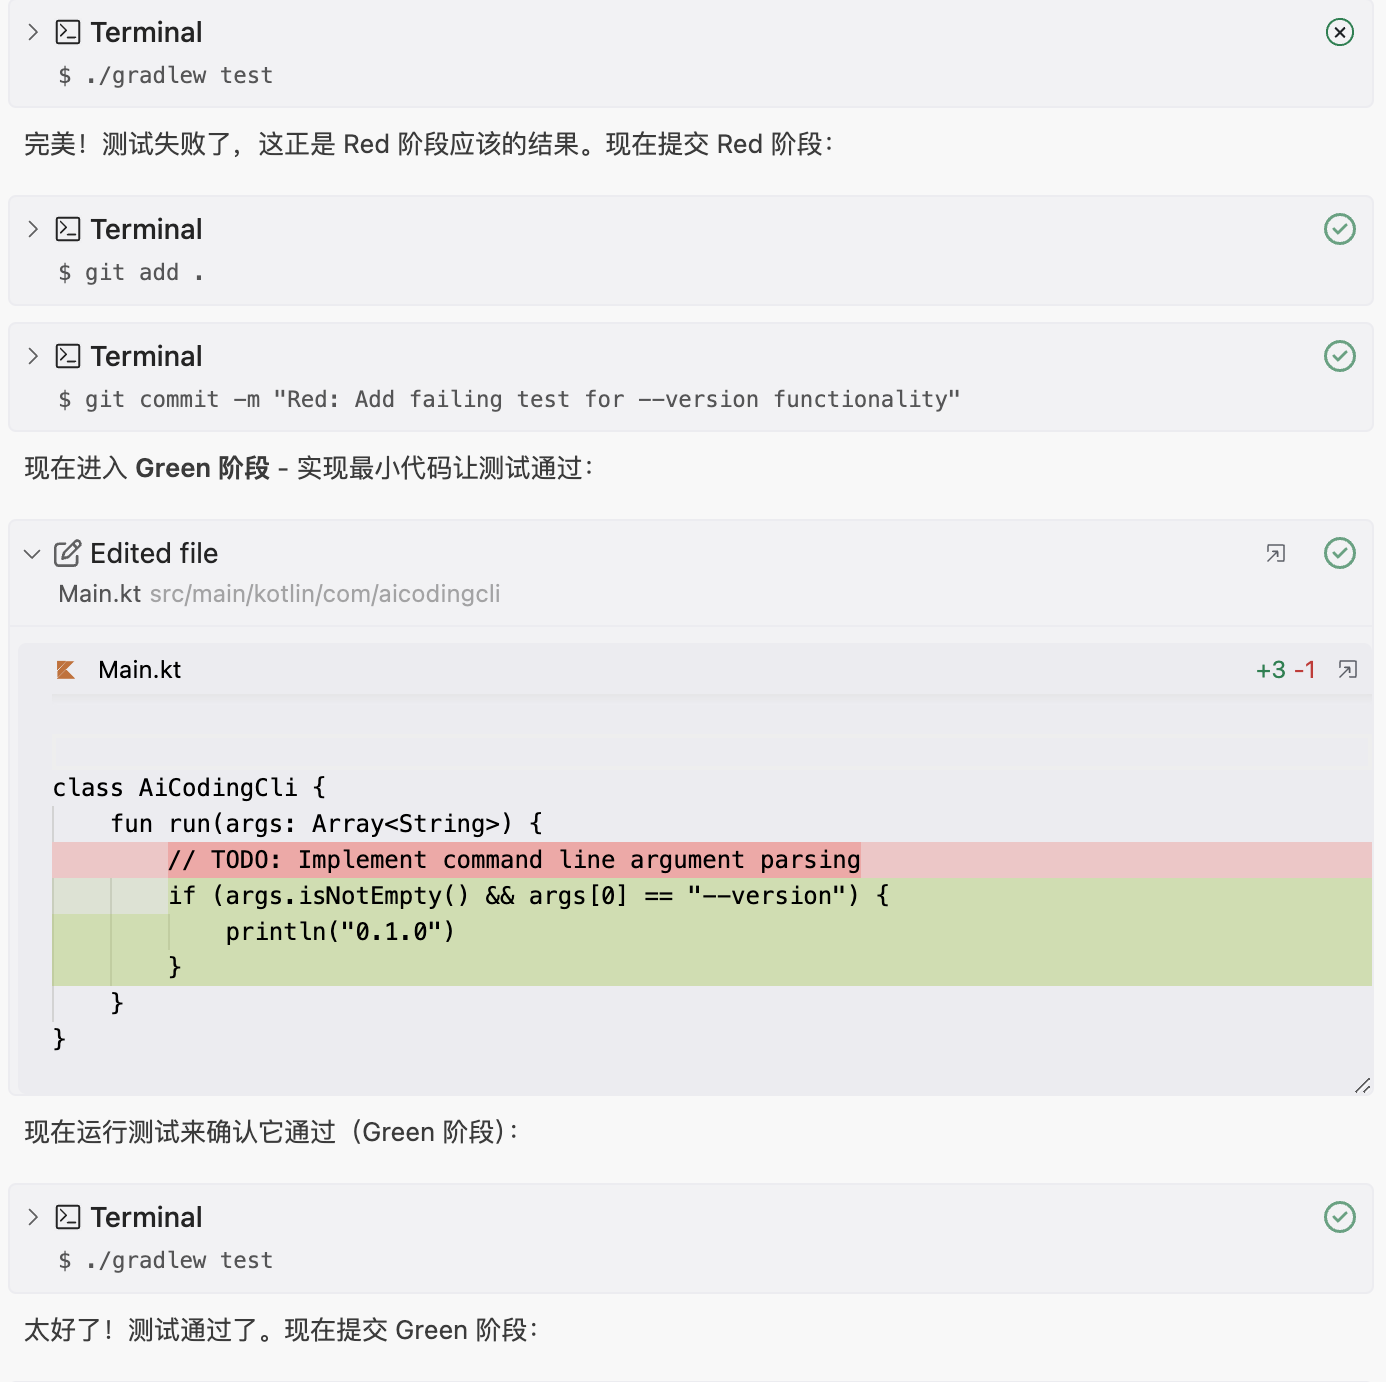 Terminal
$ ./gradlew test
完美！测试失败了，这正是 Red 阶段应该的结果。现在提交 Red 阶段：
Terminal
$ git add .
Terminal
$ git commit -m "Red: Add failing test for --version functionality"
现在进入 Green 阶段 - 实现最小代码让测试通过：
Edited file
Main.kt src/main/kotlin/com/aicodingcli
Main.kt +3 -1
class AiCodingCli {
    fun run(args: Array<String>) {
        // TODO: Implement command line argument parsing
        if (args.isNotEmpty() && args[0] == "--version") {
            println("0.1.0")
        }
    }
}
现在运行测试来确认它通过（Green 阶段）：
Terminal
$ ./gradlew test
太好了！测试通过了。现在提交 Green 阶段：